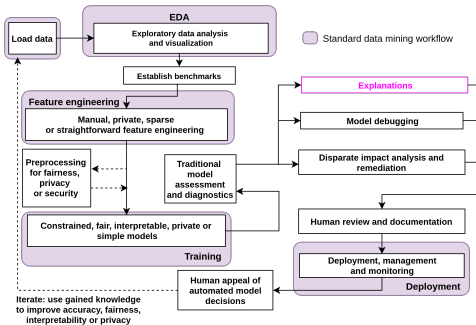 EDA
Load data
Exploratory data analysis
and visualization
Standard data mining workflow
Establish benchmarks
Explanations
Feature engineering
Manual, private, sparse
or straightforward feature engineering
Model debugging
Preprocessing
for fairness,
privacy
or security
Traditional
model
assessment
and diagnostics
Disparate impact analysis and
remediation
Constrained, fair, interpretable, private or
simple models
Training
Human review and documentation
Deployment, management
and monitoring
Deployment
Human appeal of
automated model
decisions
Iterate: use gained knowledge
to improve accuracy, fairness,
interpretability or privacy